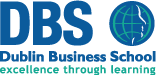 DBS
Dublin Business School
excellence through learning